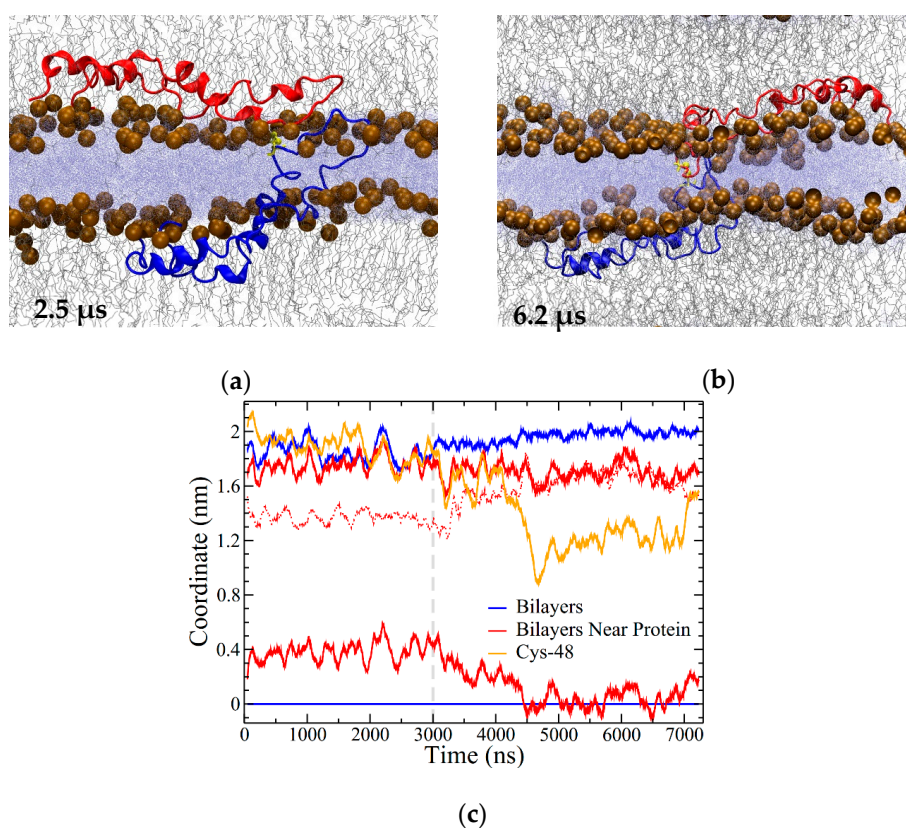 2.5 μs
6.2 μs
(a)
(b)
Coordinate (nm)
2
1.6
1.2
0.8
0.4
0
Bilayers
Bilayers Near Protein
Cys-48
0 1000 2000 3000 4000 5000 6000 7000
Time (ns)
(c)